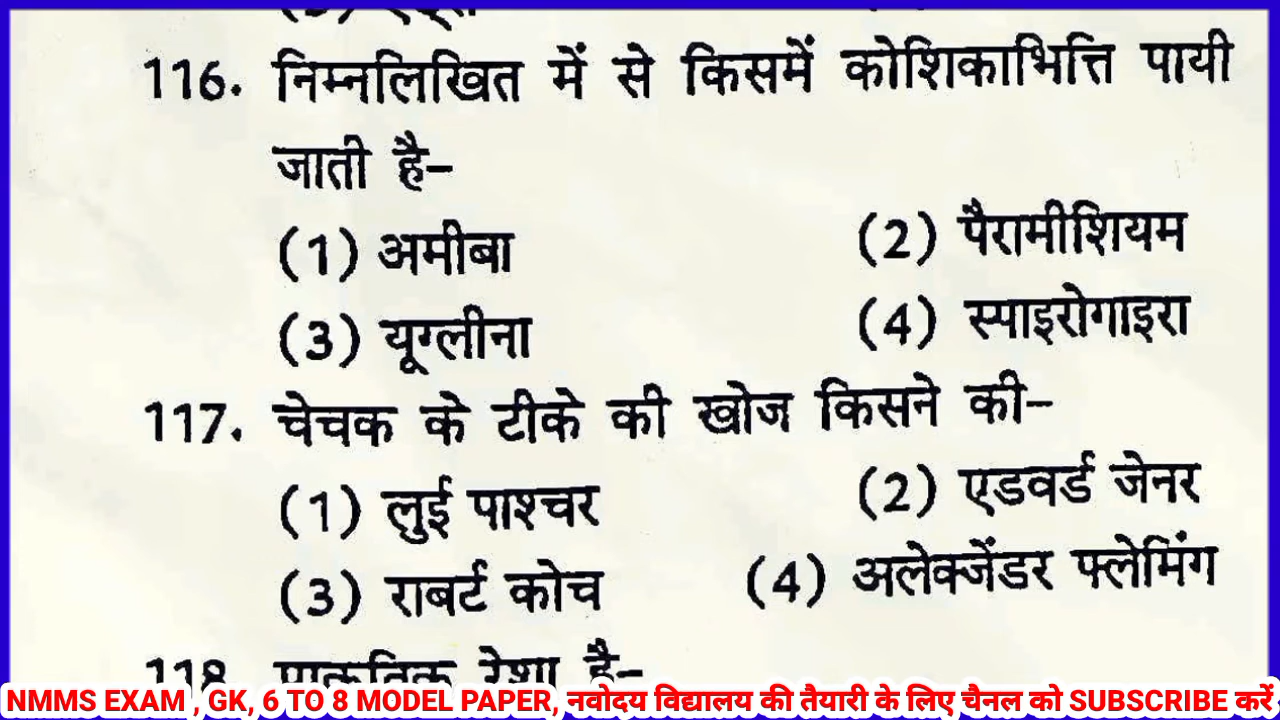 116. निम्नलिखित में से किसमें कोशिकाभित्ति पायी
जाती है–
(1) अमीबा (2) पैरामीशियम
(3) यूग्लीना (4) स्पाइरोगाइरा
117. चेचक के टीके की खोज किसने की–
(1) लुई पाश्चर (2) एडवर्ड जेनर
(3) राबर्ट कोच (4) अलेक्जेंडर फ्लेमिंग
118. प्राकृतिक रेशा है–
NMMS EXAM , GK, 6 TO 8 MODEL PAPER, नवोदय विद्यालय की तैयारी के लिए चैनल को SUBSCRIBE करें